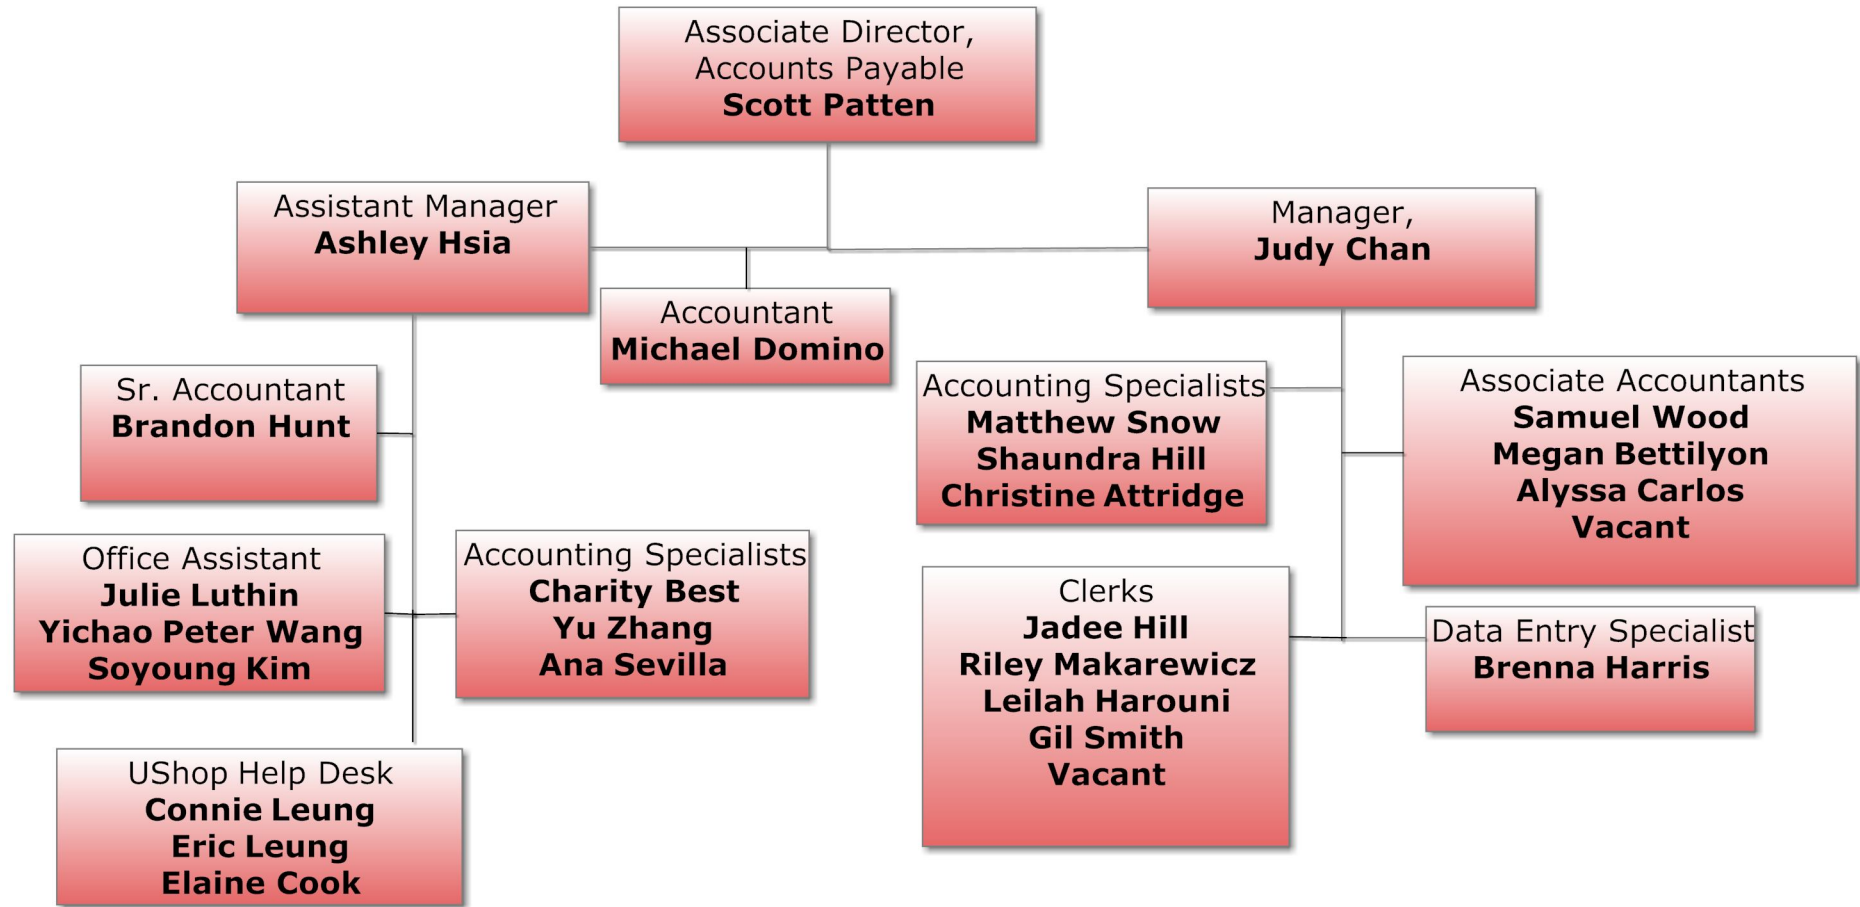 Associate Director,
Accounts Payable
Scott Patten
Assistant Manager
Ashley Hsia
Manager,
Judy Chan
Accountant
Michael Domino
Sr. Accountant
Brandon Hunt
Accounting Specialists
Matthew Snow
Shaundra Hill
Christine Attridge
Associate Accountants
Samuel Wood
Megan Bettilyon
Alyssa Carlos
Vacant
Office Assistant
Julie Luthin
Yichao Peter Wang
Soyoung Kim
Accounting Specialists
Charity Best
Yu Zhang
Ana Sevilla
Clerks
Jadee Hill
Riley Makarewicz
Leilah Harouni
Gil Smith
Vacant
Data Entry Specialist
Brenna Harris
UShop Help Desk
Connie Leung
Eric Leung
Elaine Cook